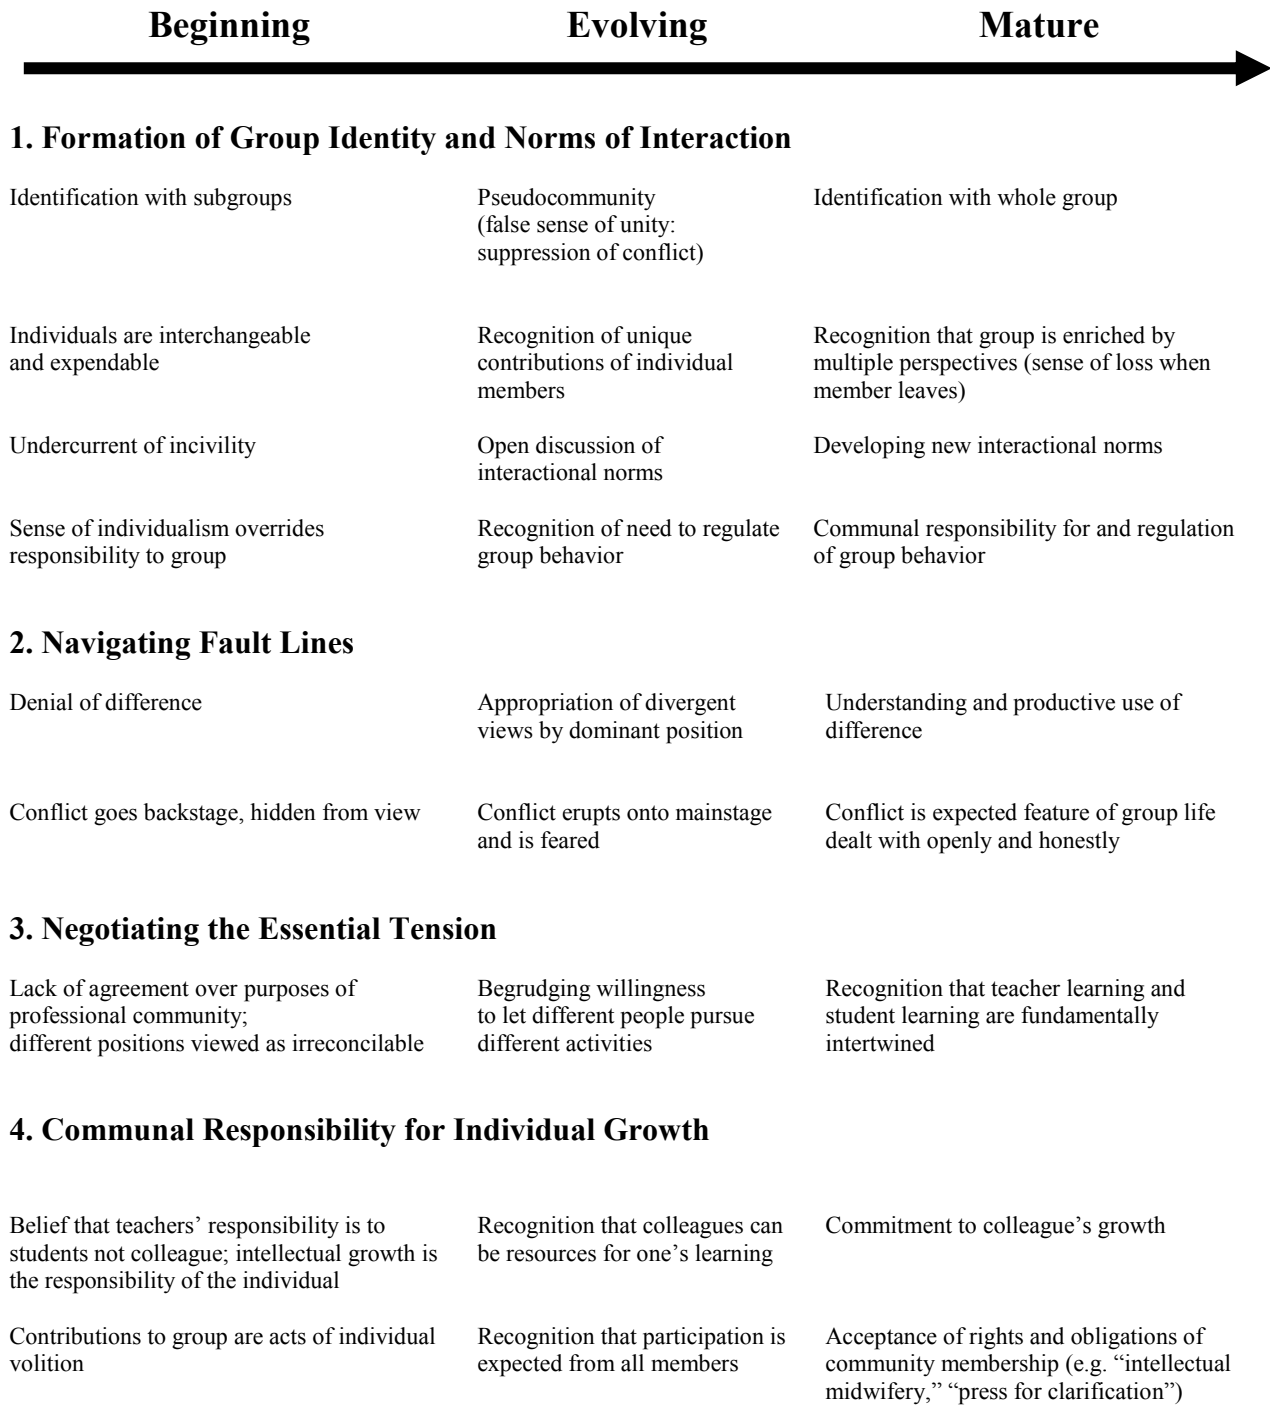 Beginning Evolving Mature
1. Formation of Group Identity and Norms of Interaction
Identification with subgroups
Pseudocommunity
(false sense of unity:
suppression of conflict)
Identification with whole group
Individuals are interchangeable
and expendable
Recognition of unique
contributions of individual
members
Recognition that group is enriched by
multiple perspectives (sense of loss when
member leaves)
Undercurrent of incivility
Open discussion of
interactional norms
Developing new interactional norms
Sense of individualism overrides
responsibility to group
Recognition of need to regulate
group behavior
Communal responsibility for and regulation
of group behavior
2. Navigating Fault Lines
Denial of difference
Appropriation of divergent
views by dominant position
Understanding and productive use of
difference
Conflict goes backstage, hidden from view
Conflict erupts onto mainstage
and is feared
Conflict is expected feature of group life
dealt with openly and honestly
3. Negotiating the Essential Tension
Lack of agreement over purposes of
professional community;
different positions viewed as irreconcilable
Begrudging willingness
to let different people pursue
different activities
Recognition that teacher learning and
student learning are fundamentally
intertwined
4. Communal Responsibility for Individual Growth
Belief that teachers’ responsibility is to
students not colleague; intellectual growth is
the responsibility of the individual
Recognition that colleagues can
be resources for one’s learning
Commitment to colleague’s growth
Contributions to group are acts of individual
volition
Recognition that participation is
expected from all members
Acceptance of rights and obligations of
community membership (e.g. “intellectual
midwifery,” “press for clarification”)